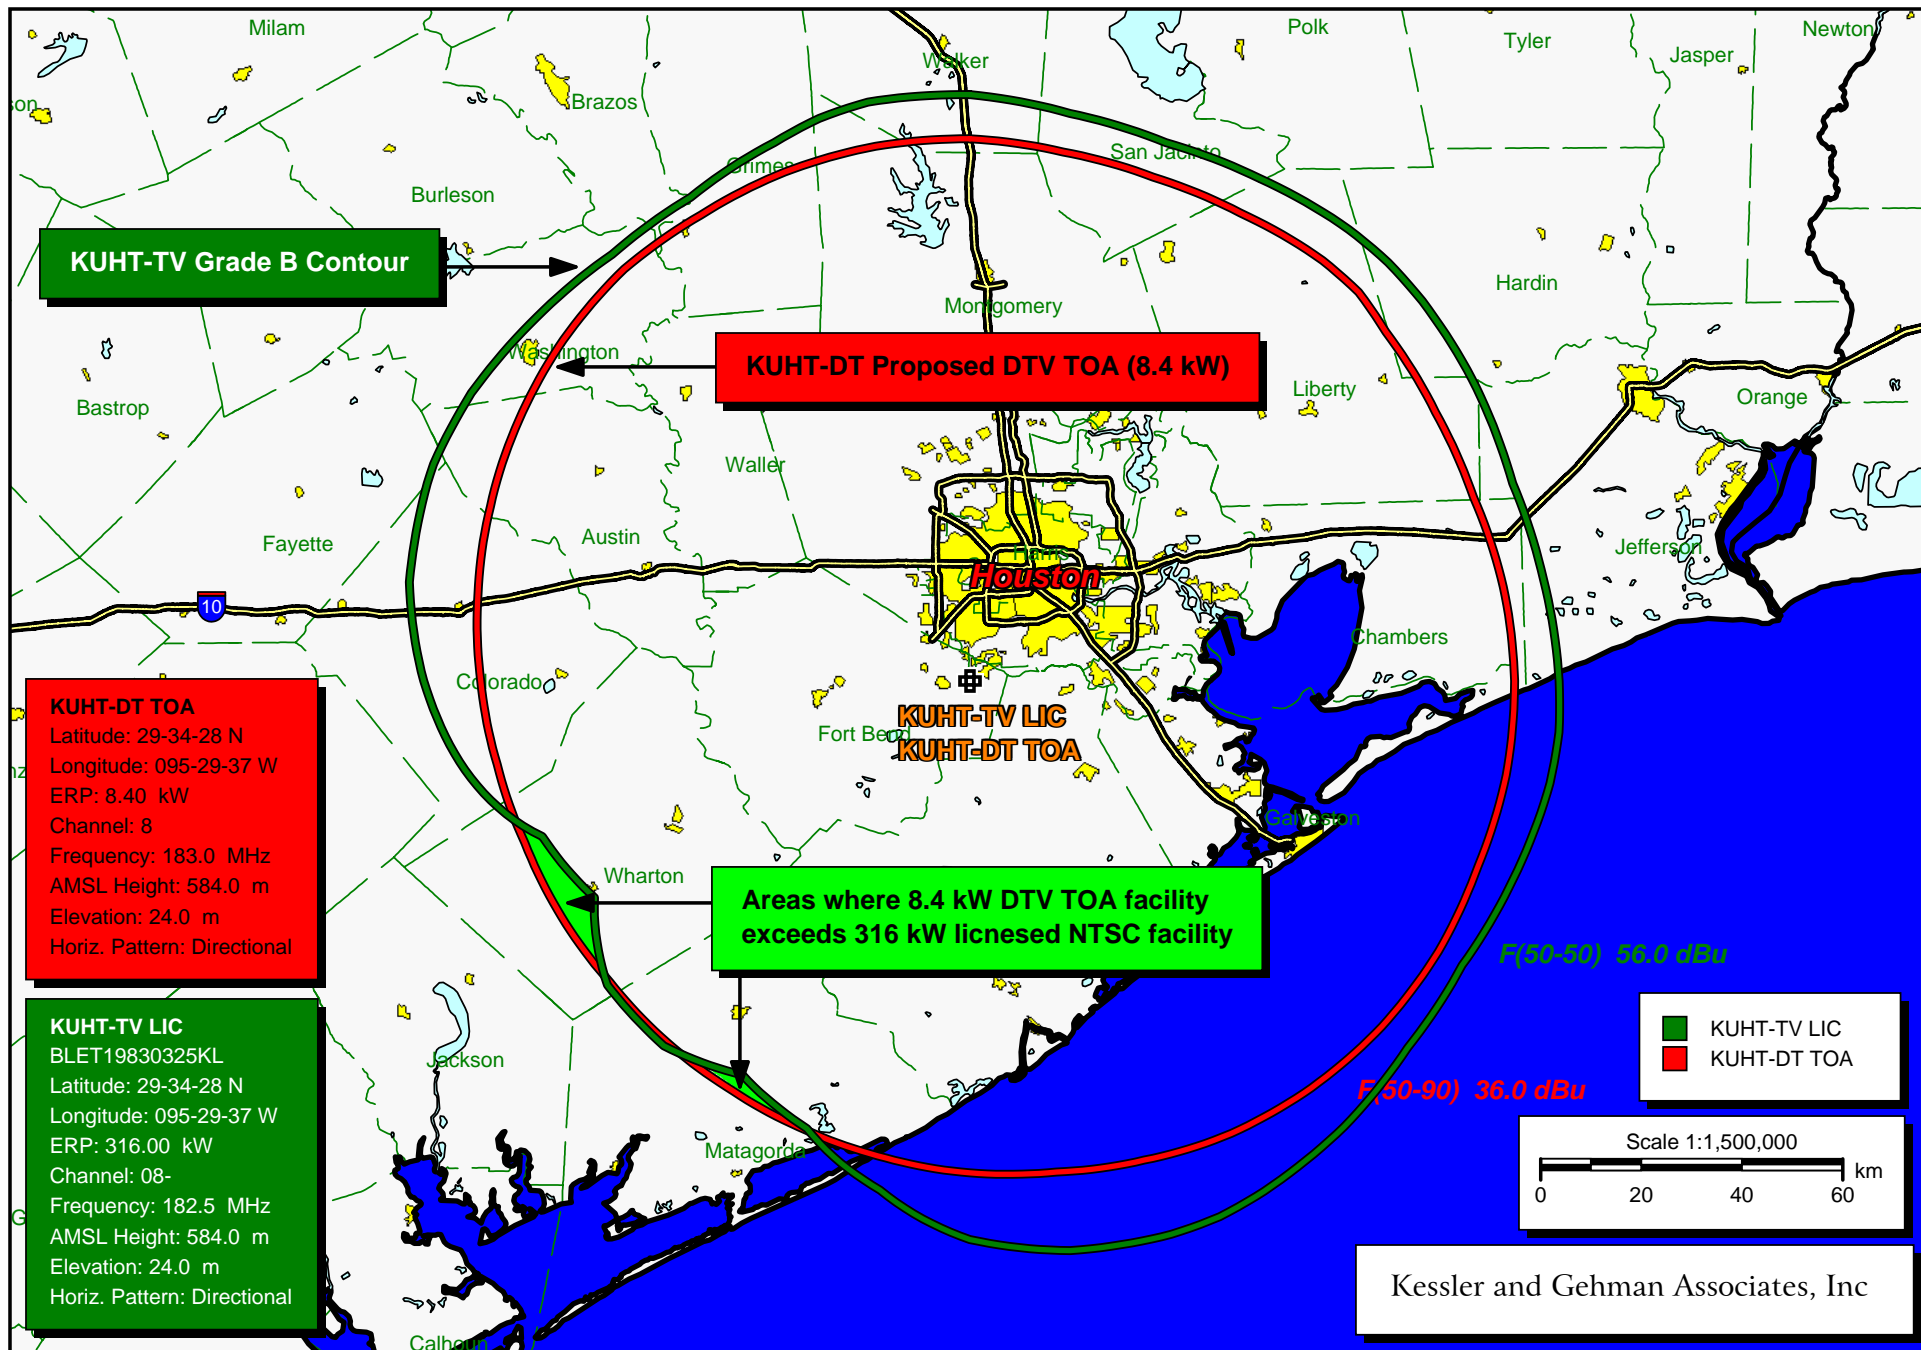 Milam
Walker
Polk
Tyler
Jasper
Newton
son
Brazos
Grimes
San Jacinto
Burleson
KUHT-TV Grade B Contour
Hardin
Montgomery
Washington
KUHT-DT Proposed DTV TOA (8.4 kW)
Liberty
Orange
Bastrop
Waller
Austin
Fayette
Harris
Houston
Jefferson
10
Chambers
Colorado
KUHT-TV LIC
KUHT-DT TOA
Fort Bend
Galveston
nz
KUHT-DT TOA
Latitude: 29-34-28 N
Longitude: 095-29-37 W
ERP: 8.40 kW
Channel: 8
Frequency: 183.0 MHz
AMSL Height: 584.0 m
Elevation: 24.0 m
Horiz. Pattern: Directional
Wharton
Areas where 8.4 kW DTV TOA facility
exceeds 316 kW licnesed NTSC facility
F(50-50) 56.0 dBu
KUHT-TV LIC
BLET19830325KL
Latitude: 29-34-28 N
Longitude: 095-29-37 W
ERP: 316.00 kW
Channel: 08-
Frequency: 182.5 MHz
AMSL Height: 584.0 m
Elevation: 24.0 m
Horiz. Pattern: Directional
G
Jackson
Matagorda
Calhoun
F(50-90) 36.0 dBu
KUHT-TV LIC
KUHT-DT TOA
Scale 1:1,500,000
km
0 20 40 60
Kessler and Gehman Associates, Inc